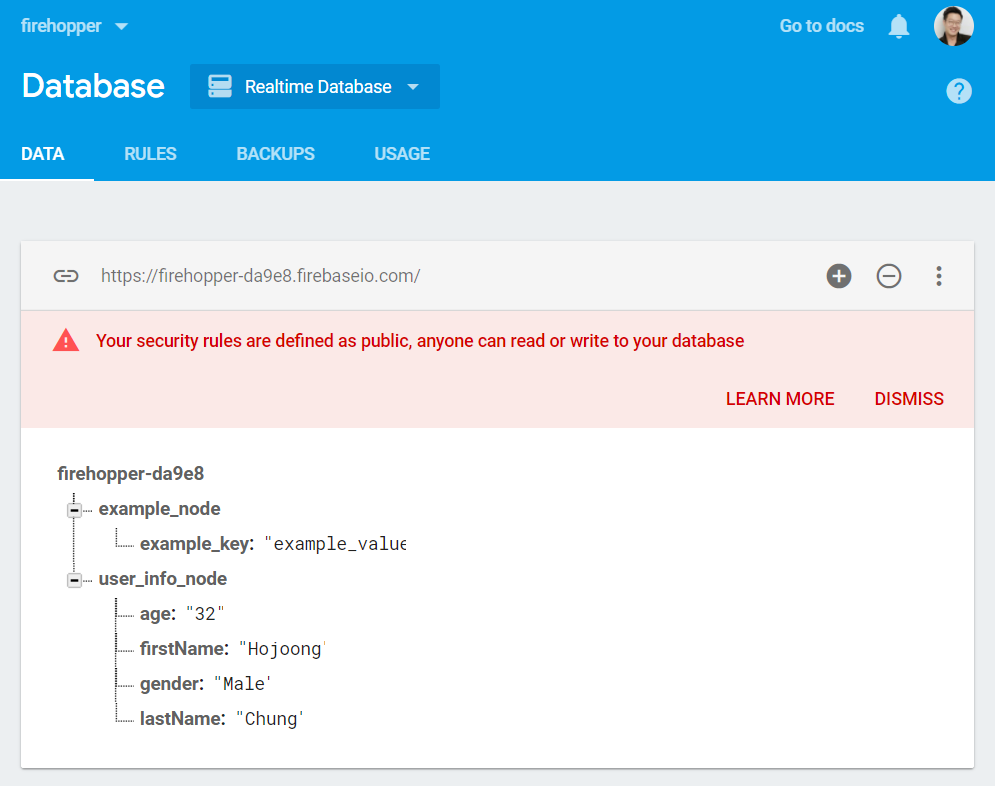 firehopper Go to docs
Database Realtime Database ?
DATA RULES BACKUPS USAGE
https://firehopper-da9e8.firebaseio.com/
Your security rules are defined as public, anyone can read or write to your database
LEARN MORE DISMISS
firehopper-da9e8
example_node
example_key: "example_value
user_info_node
age: "32"
firstName: "Hojoong'
gender: "Male'
lastName: "Chung'